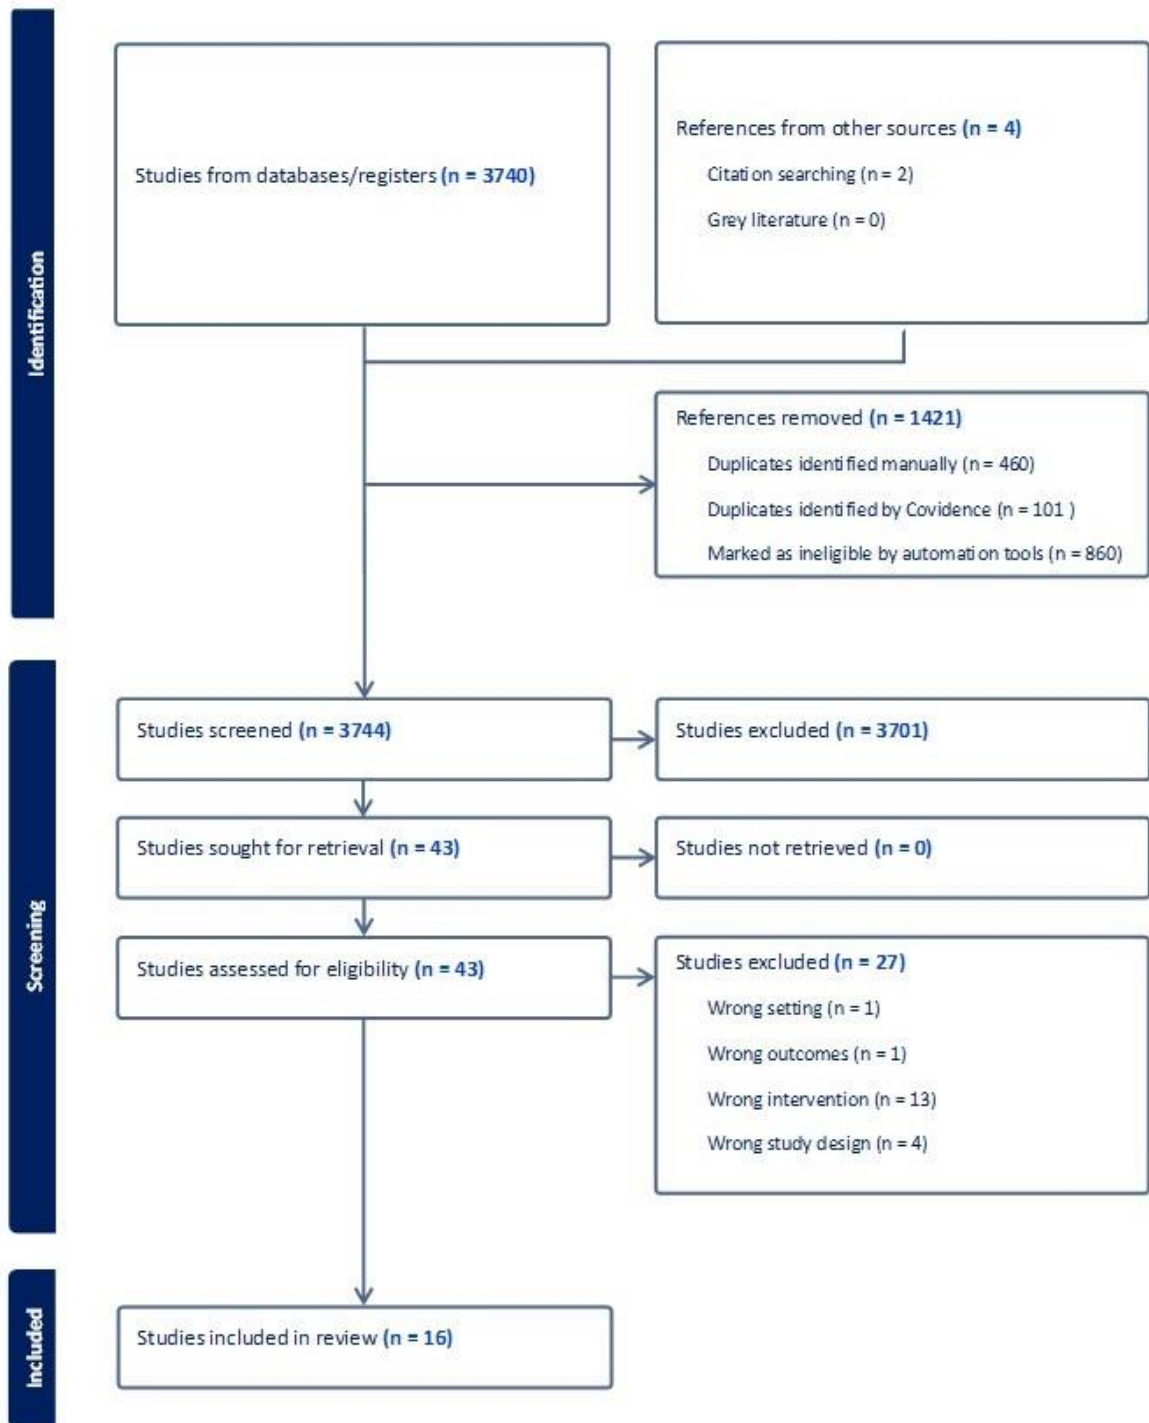 Identification
Studies from databases/registers (n = 3740)
References from other sources (n = 4)
Citation searching (n = 2)
Grey literature (n = 0)
References removed (n = 1421)
Duplicates identified manually (n = 460)
Duplicates identified by Covidence (n = 101 )
Marked as ineligible by automation tools (n = 860)
Screening
Studies screened (n = 3744)
Studies excluded (n = 3701)
Studies sought for retrieval (n = 43)
Studies not retrieved (n = 0)
Studies assessed for eligibility (n = 43)
Studies excluded (n = 27)
Wrong setting (n = 1)
Wrong outcomes (n = 1)
Wrong intervention (n = 13)
Wrong study design (n = 4)
Included
Studies included in review (n = 16)